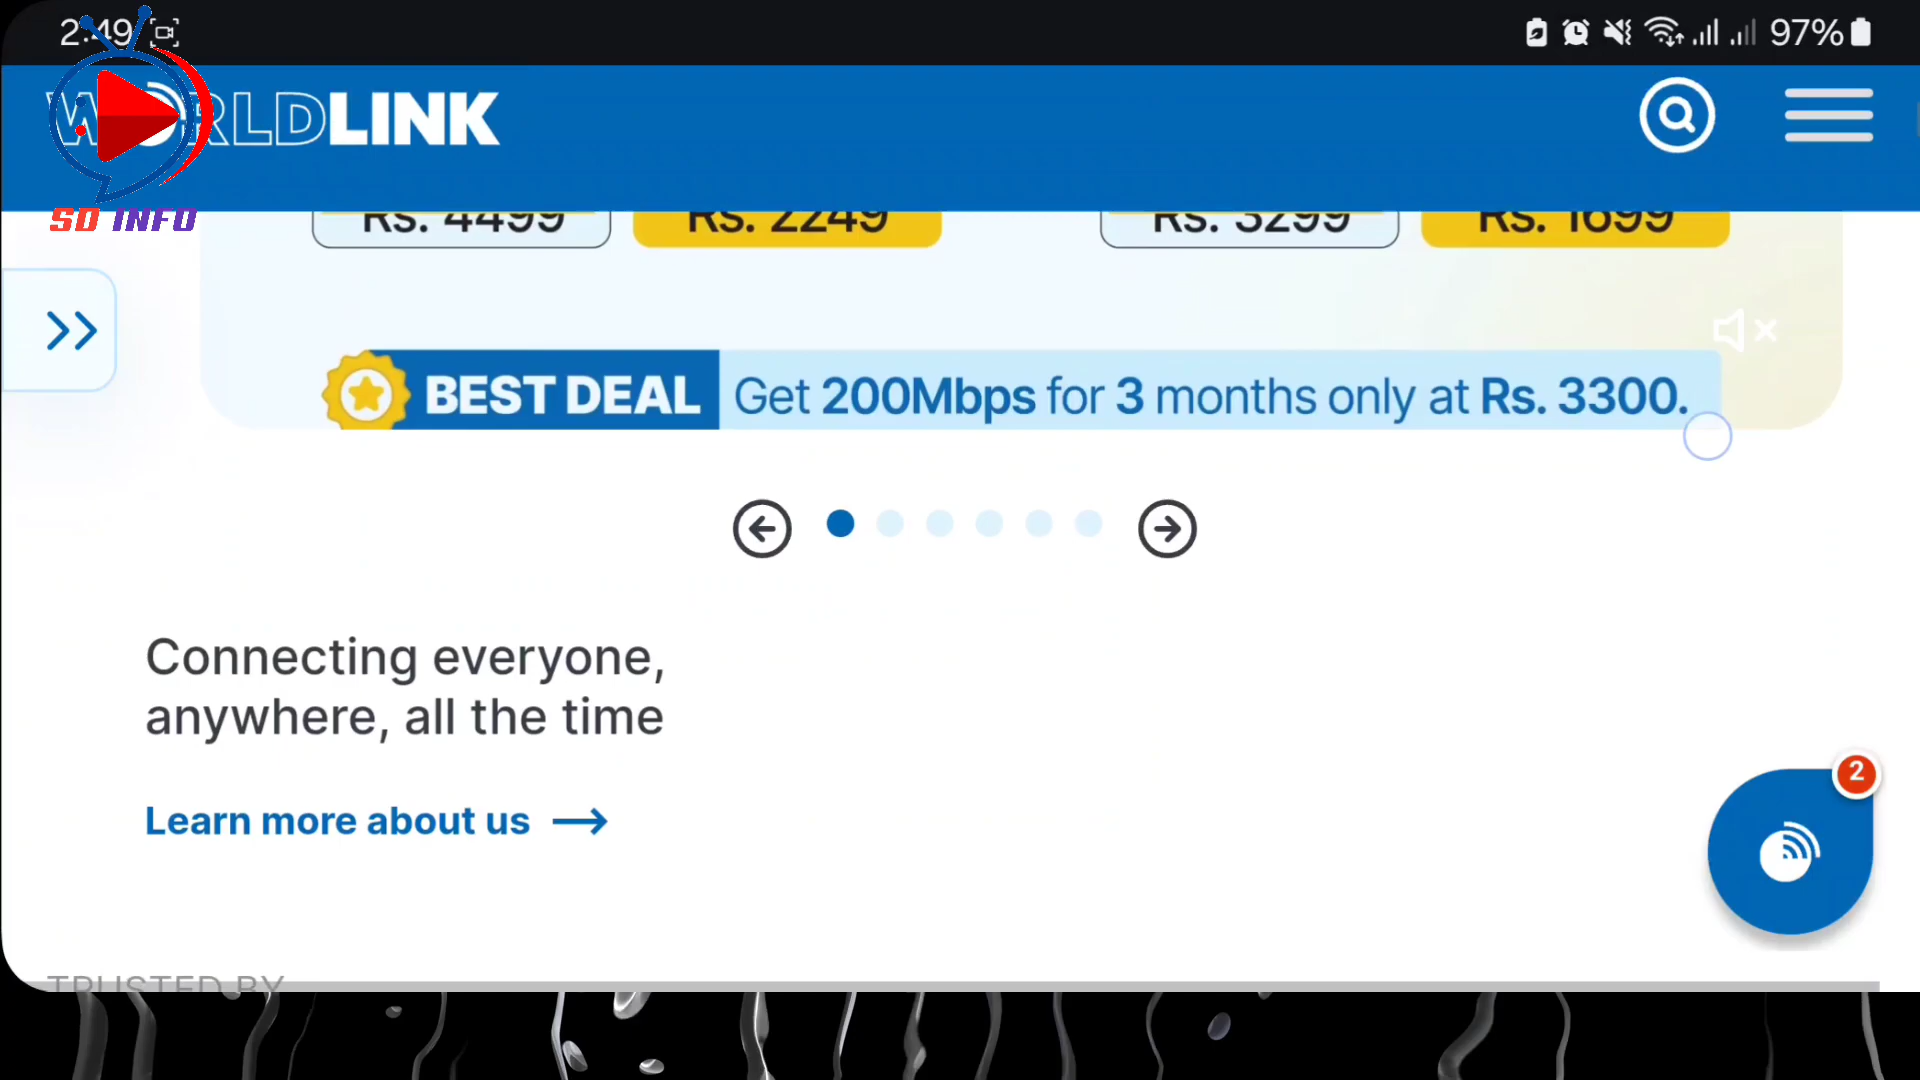 2:49
97%
WORLDLINK
SD INFO
Rs. 4499
Rs. 2249
Rs. 3299
Rs. 1699
BEST DEAL Get 200Mbps for 3 months only at Rs. 3300.
Connecting everyone,
anywhere, all the time
Learn more about us
2
TRUSTED BY